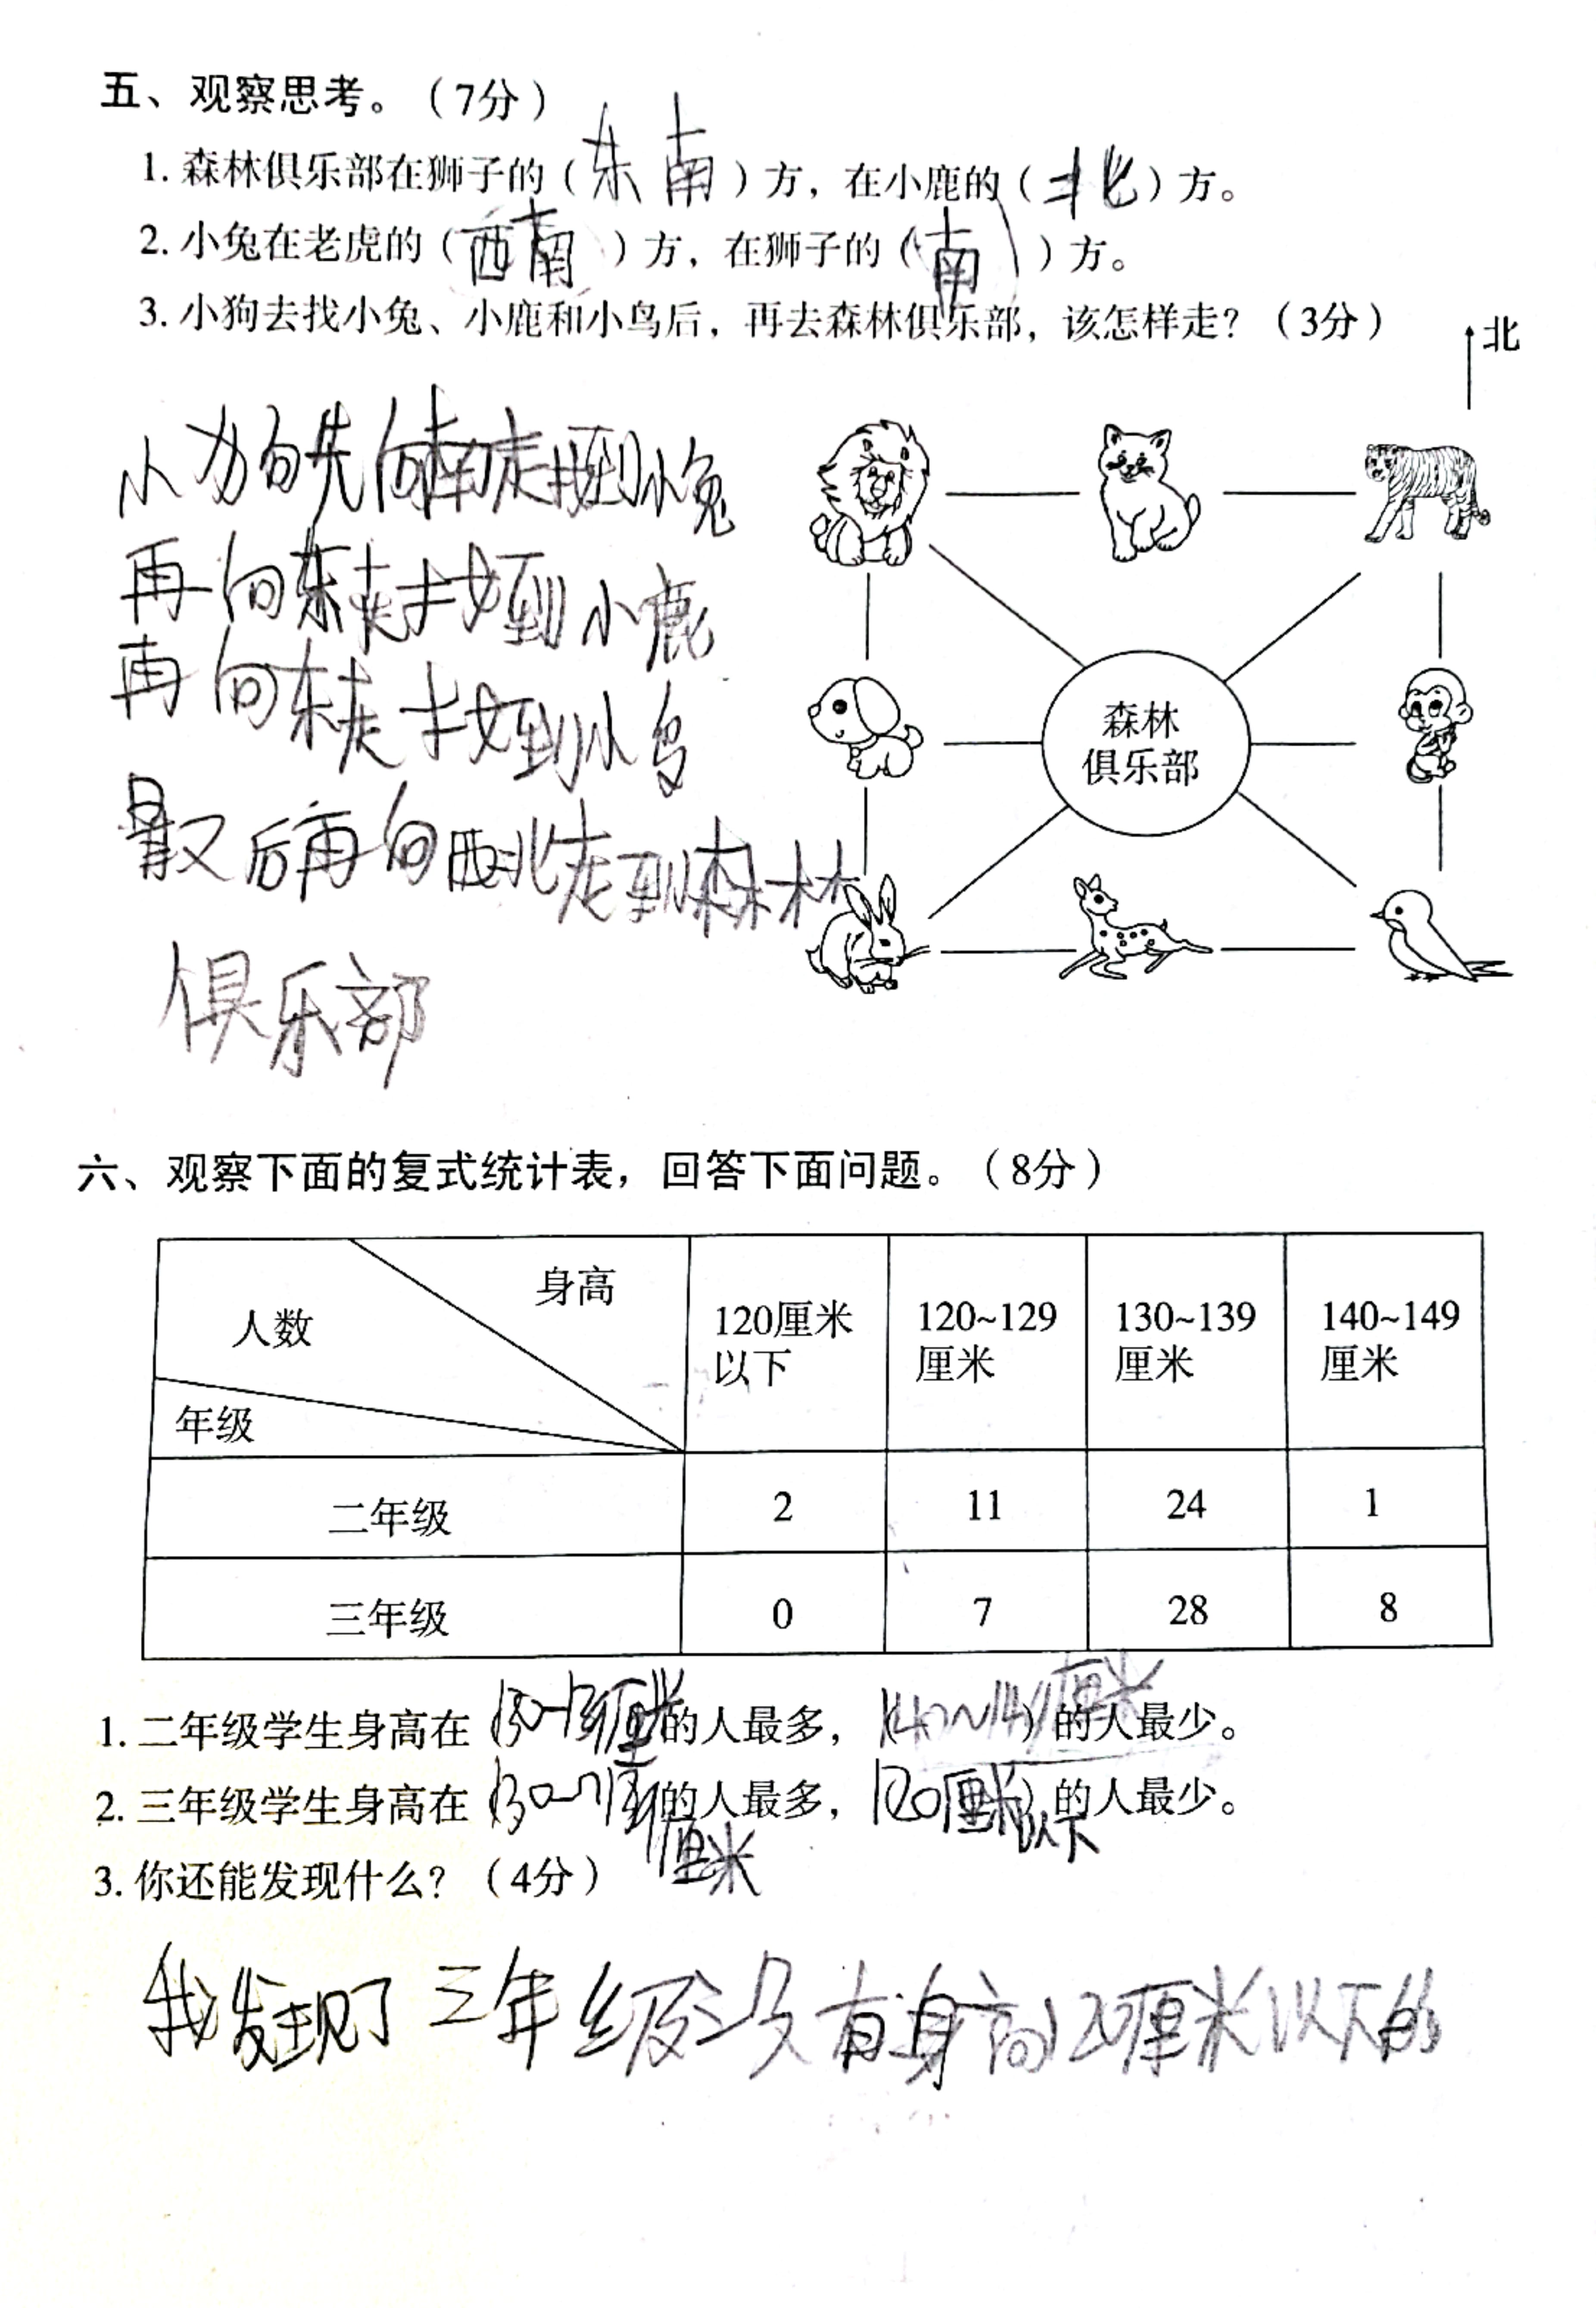 五、观察思考。（7分）
1. 森林俱乐部在狮子的（东南）方，在小鹿的（北）方。
2. 小兔在老虎的（西南）方，在狮子的（南）方。
3. 小狗去找小兔、小鹿和小鸟后，再去森林俱乐部，该怎样走？（3分）
北
小狗先向南走找到小兔
再向东走找到小鹿
再向东走找到小鸟
最后再向西北走到森林
俱乐部
森林
俱乐部
六、观察下面的复式统计表，回答下面问题。（8分）
人数 身高 年级 120厘米以下 120~129厘米 130~139厘米 140~149厘米
二年级 2 11 24 1
三年级 0 7 28 8
1. 二年级学生身高在 厘米的人最多， 厘米的人最少。
2. 三年级学生身高在 厘米的人最多，120厘米以下的人最少。
3. 你还能发现什么？（4分）
我发现了三年级没有身高120厘米以下的